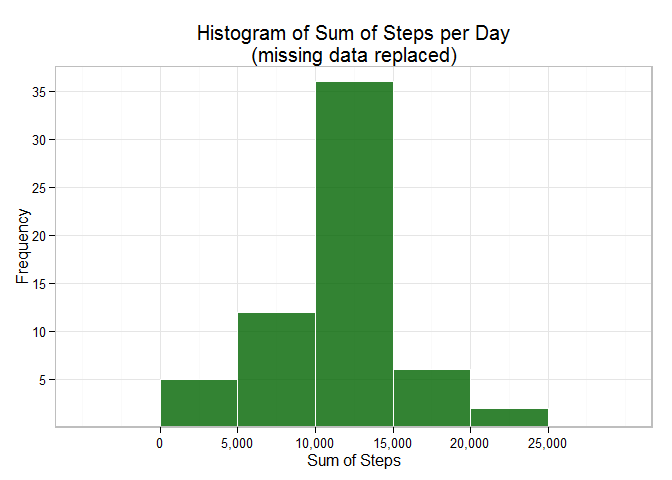 Histogram of Sum of Steps per Day
(missing data replaced)
Frequency
35
30
25
20
15
10
5
0 5,000 10,000 15,000 20,000 25,000
Sum of Steps